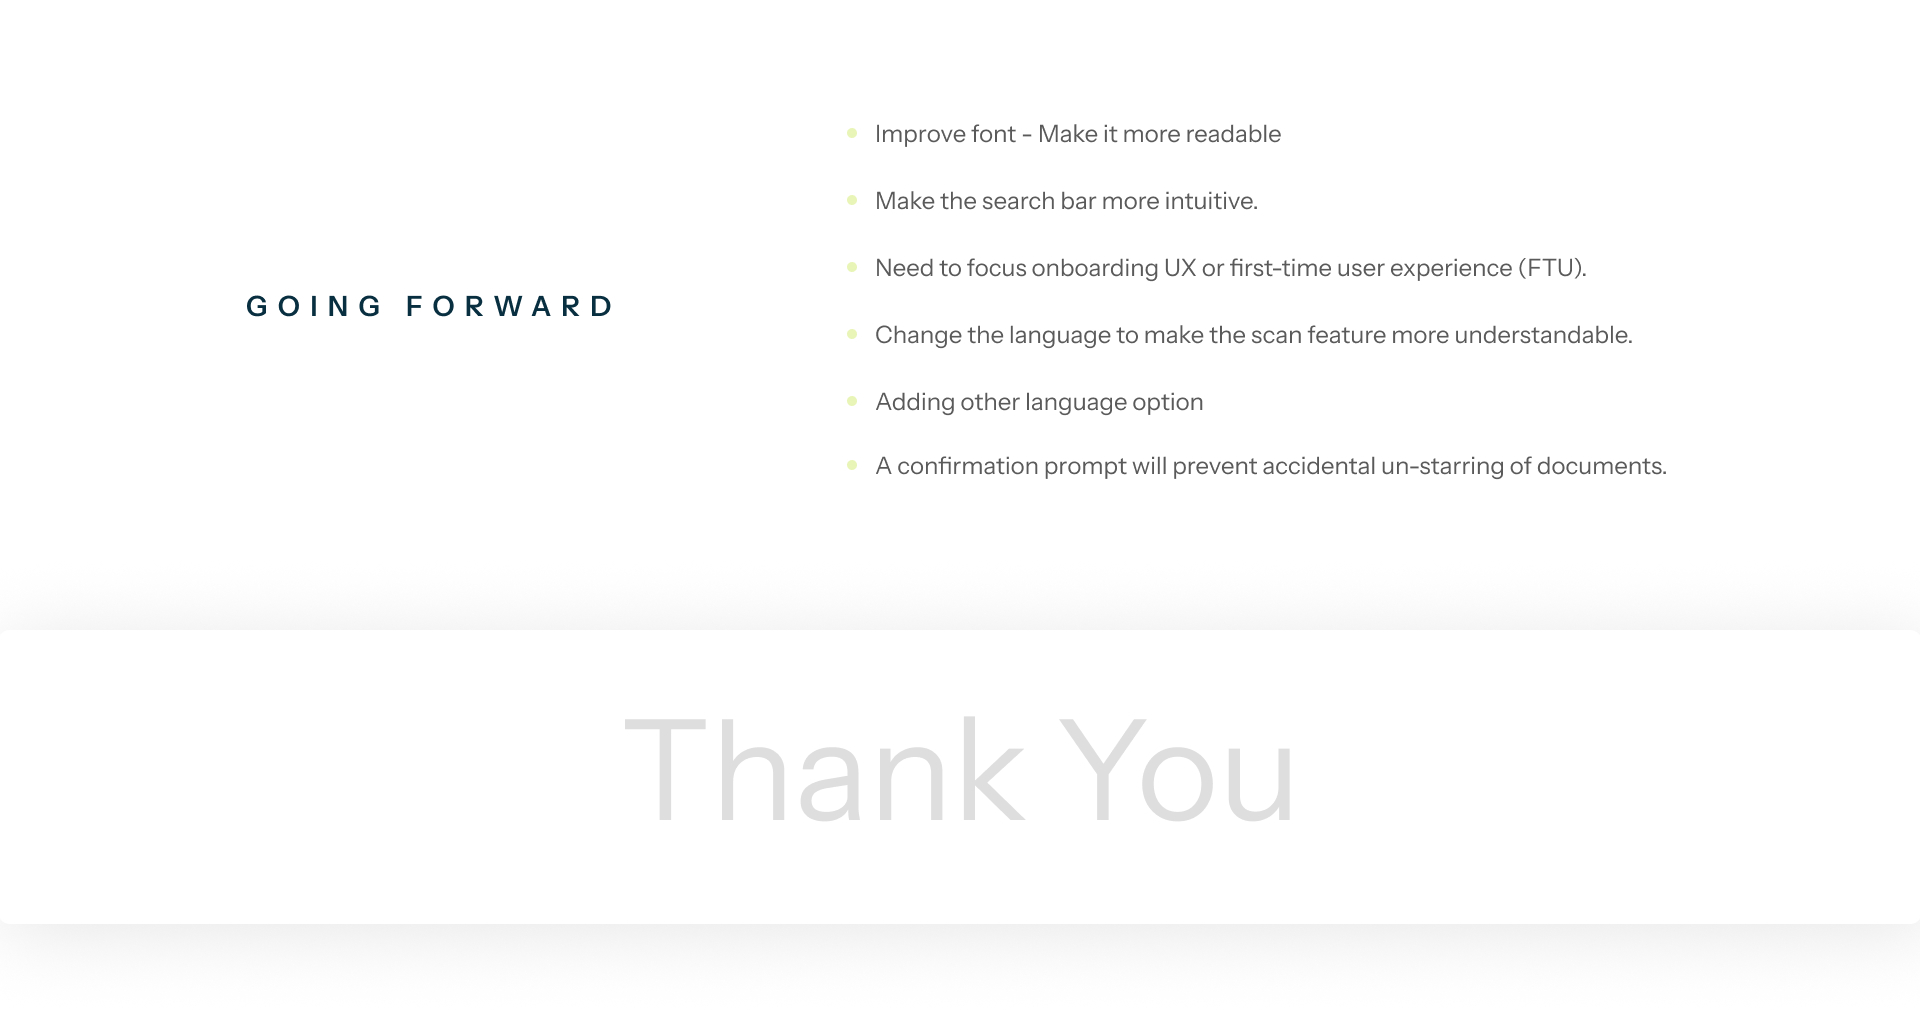 GOING FORWARD
Improve font - Make it more readable
Make the search bar more intuitive.
Need to focus onboarding UX or first-time user experience (FTU).
Change the language to make the scan feature more understandable.
Adding other language option
A confirmation prompt will prevent accidental un-starring of documents.
Thank You